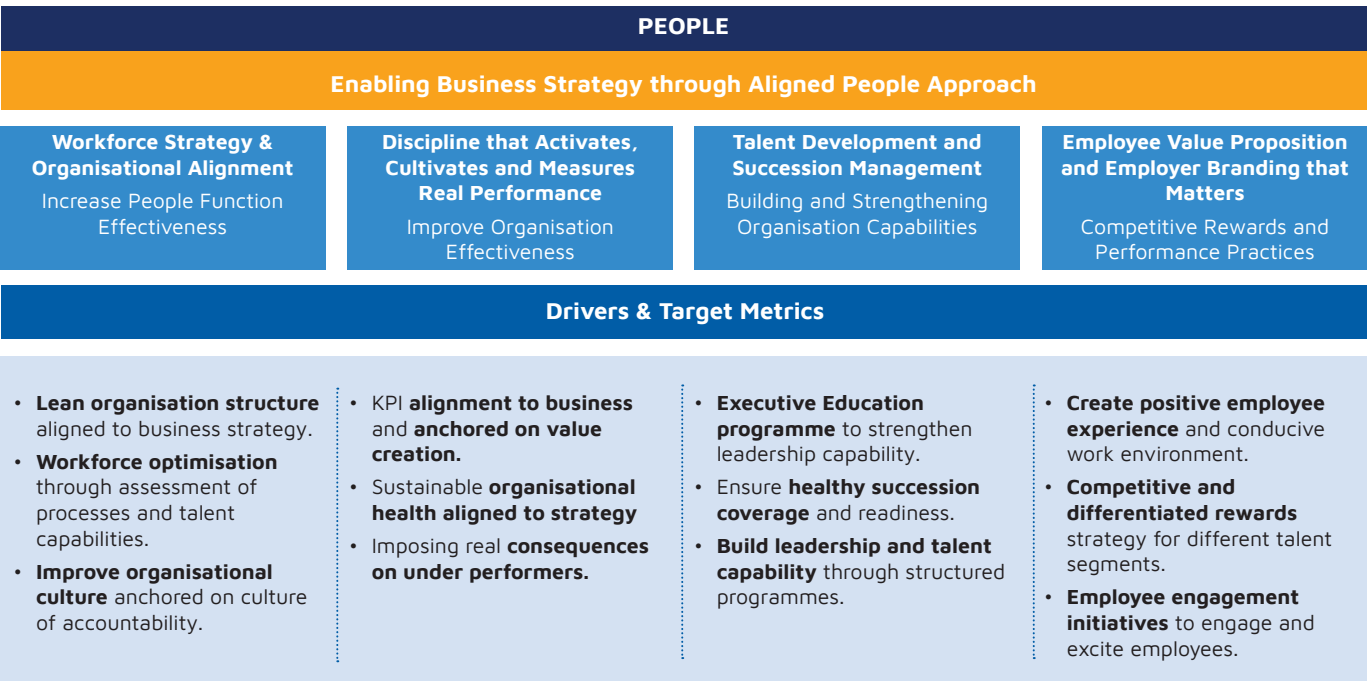 PEOPLE
Enabling Business Strategy through Aligned People Approach
Workforce Strategy &
Organisational Alignment
Increase People Function
Effectiveness
Discipline that Activates,
Cultivates and Measures
Real Performance
Improve Organisation
Effectiveness
Talent Development and
Succession Management
Building and Strengthening
Organisation Capabilities
Employee Value Proposition
and Employer Branding that
Matters
Competitive Rewards and
Performance Practices
Drivers & Target Metrics
• Lean organisation structure
aligned to business strategy.
• Workforce optimisation
through assessment of
processes and talent
capabilities.
• Improve organisational
culture anchored on culture
of accountability.
• KPI alignment to business
and anchored on value
creation.
• Sustainable organisational
health aligned to strategy
• Imposing real consequences
on under performers.
• Executive Education
programme to strengthen
leadership capability.
• Ensure healthy succession
coverage and readiness.
• Build leadership and talent
capability through structured
programmes.
• Create positive employee
experience and conducive
work environment.
• Competitive and
differentiated rewards
strategy for different talent
segments.
• Employee engagement
initiatives to engage and
excite employees.